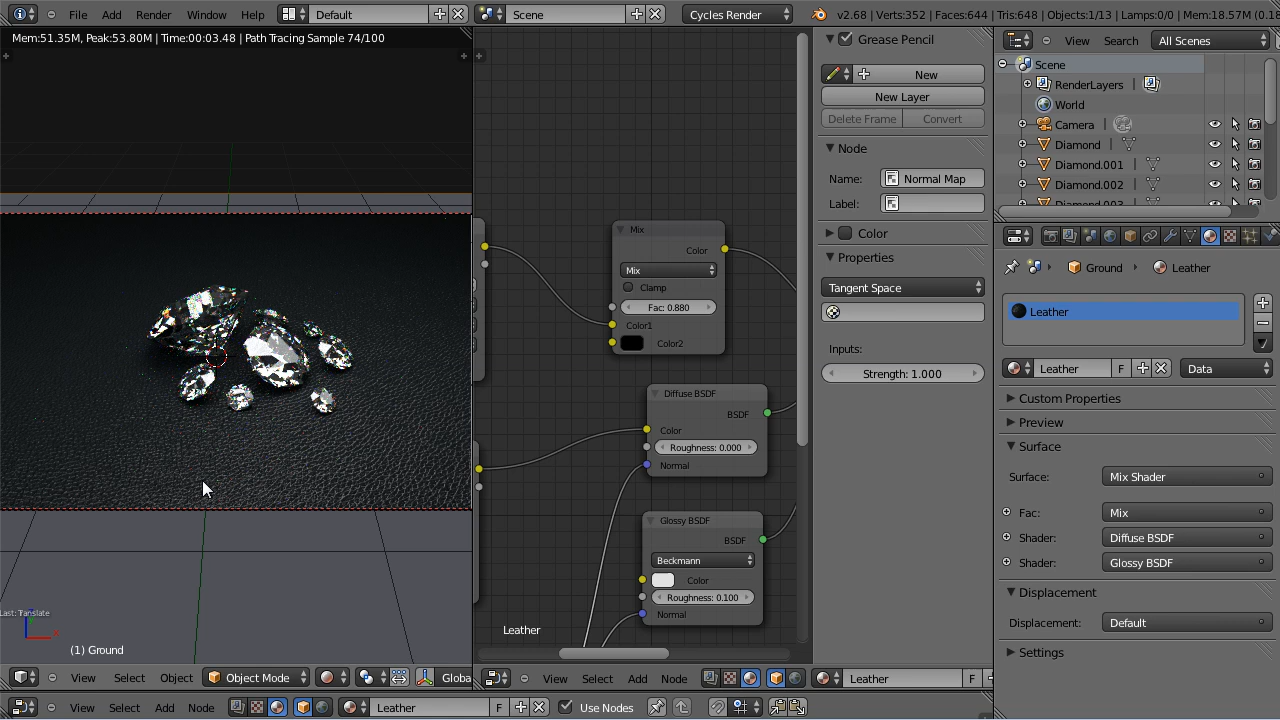 File Add Render Window Help Default Scene Cycles Render v2.68 | Verts:352 | Faces:644 | Tris:648 | Objects:1/13 | Lamps:0/0 | Mem:18.57M (0.18
Mem:51.35M, Peak:53.80M | Time:00:03.48 | Path Tracing Sample 74/100
Grease Pencil
New
New Layer
Delete Frame Convert
Node
Name: Normal Map
Label:
Color
Properties
Tangent Space
Inputs:
Strength: 1.000
View Search All Scenes
Scene
RenderLayers |
World
Camera |
Diamond |
Diamond.001
Diamond.002
Diamond.003
Mix
Color
Mix
Clamp
Fac: 0.880
Color1
Color2
Diffuse BSDF
BSDF
Color
Roughness: 0.000
Normal
Glossy BSDF
BSDF
Beckmann
Color
Roughness: 0.100
Normal
Leather
Ground Leather
Leather
Leather F Data
Custom Properties
Preview
Surface
Surface: Mix Shader
Fac: Mix
Shader: Diffuse BSDF
Shader: Glossy BSDF
Displacement
Displacement: Default
Settings
Last: Translate
(1) Ground
View Select Object Object Mode Globa
View Select Add Node Leather F
View Select Add Node Leather F Use Nodes